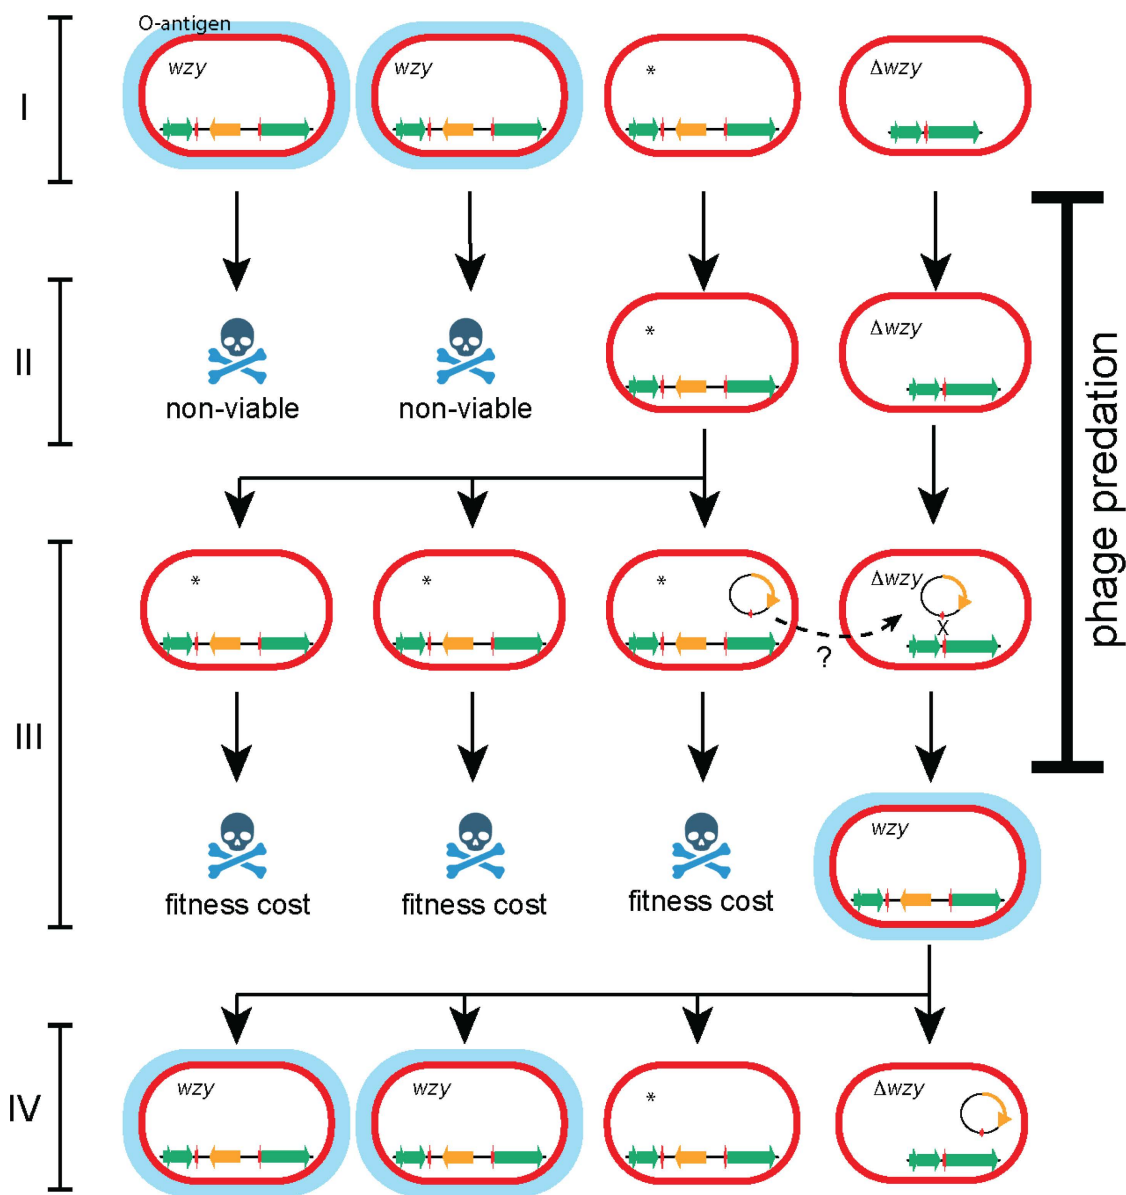 O-antigen
I
wzy
wzy
*
Δwzy
II
non-viable
non-viable
*
Δwzy
phage predation
III
*
*
*
Δwzy
X
?
fitness cost
fitness cost
fitness cost
wzy
IV
wzy
wzy
*
Δwzy